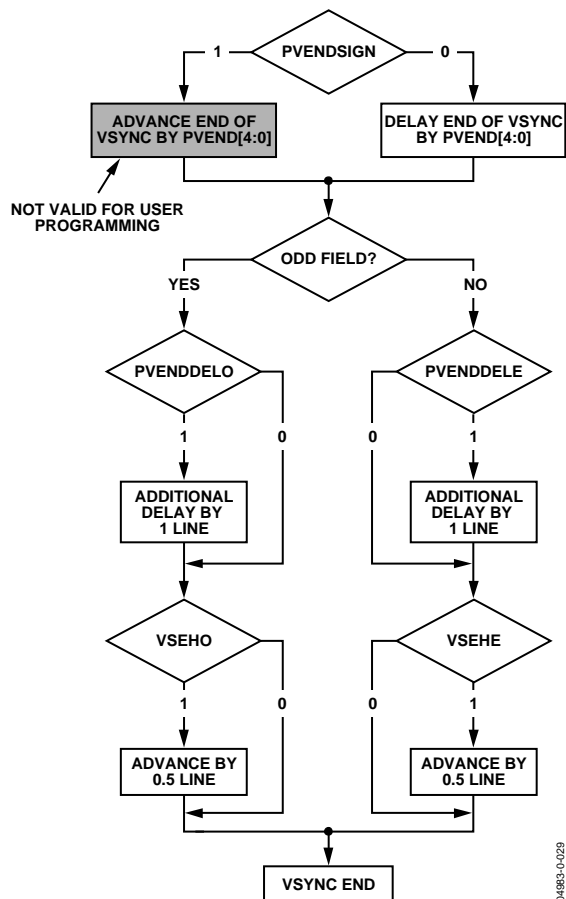 PVENDSIGN
1
0
ADVANCE END OF
VSYNC BY PVEND[4:0]
DELAY END OF VSYNC
BY PVEND[4:0]
NOT VALID FOR USER
PROGRAMMING
ODD FIELD?
YES
NO
PVENDDELO
PVENDDELE
1
0
0
1
ADDITIONAL
DELAY BY
1 LINE
ADDITIONAL
DELAY BY
1 LINE
VSEHO
VSEHE
1
0
0
1
ADVANCE BY
0.5 LINE
ADVANCE BY
0.5 LINE
VSYNC END
04983-0-029